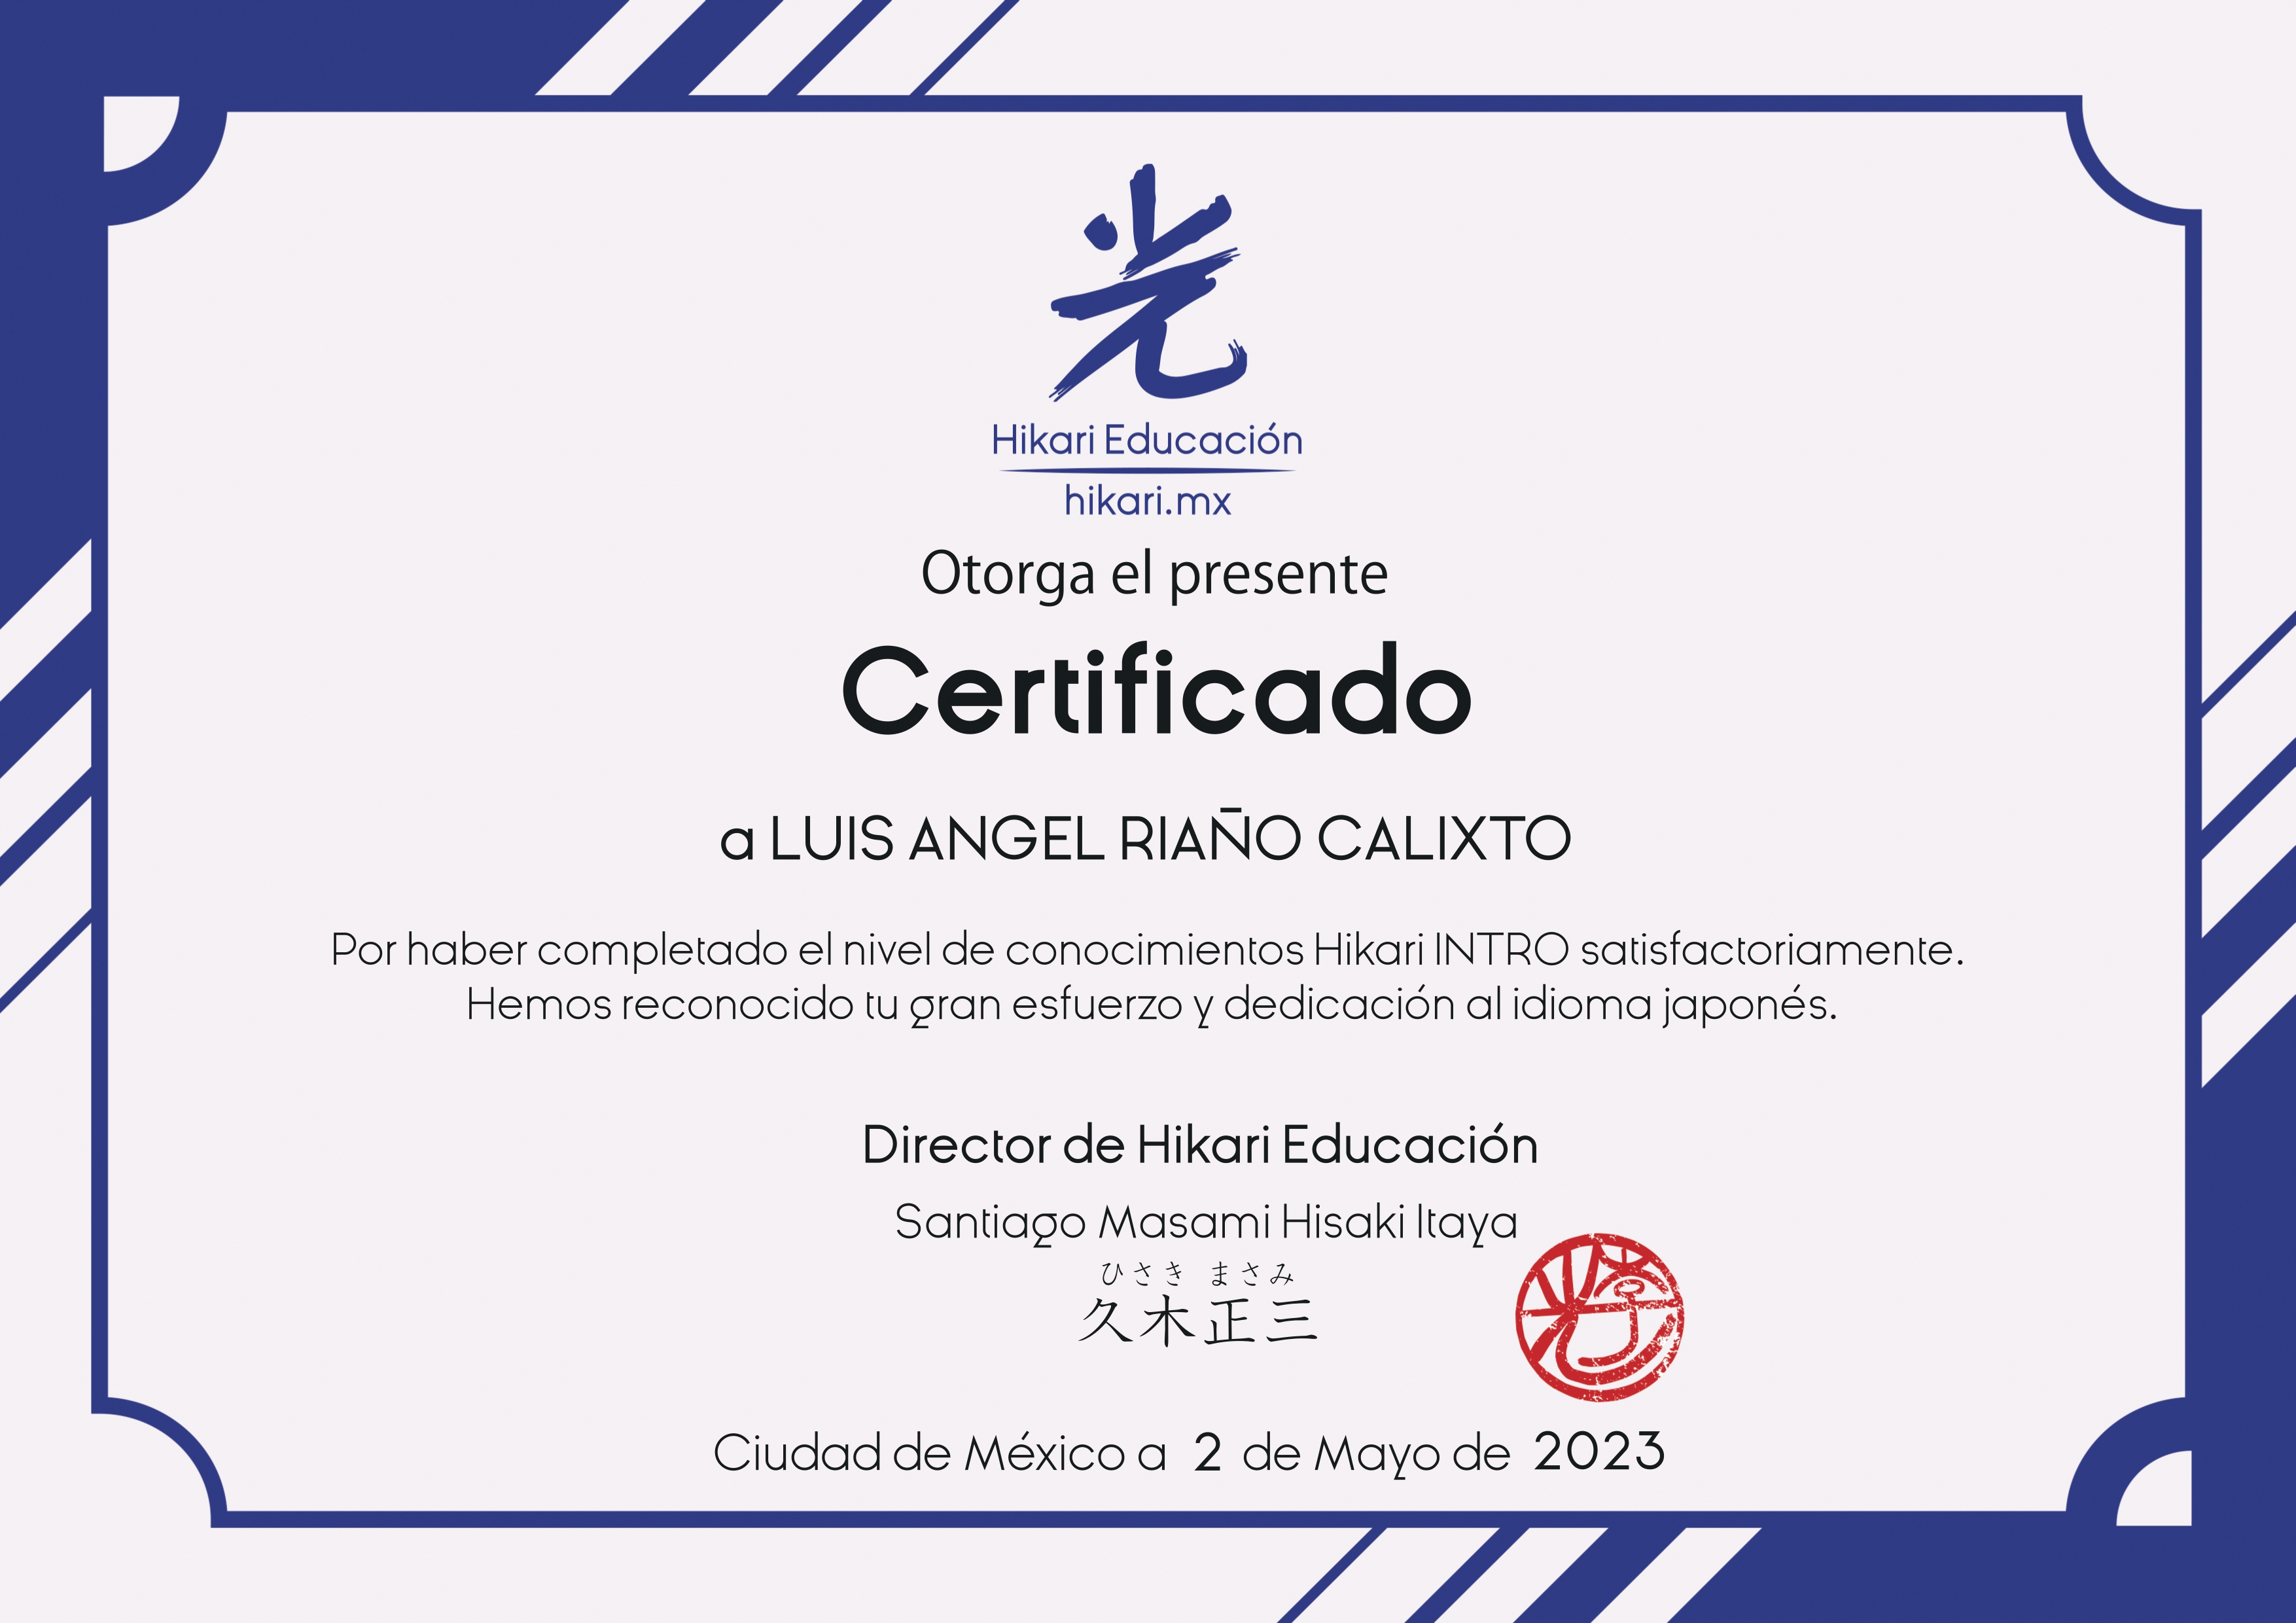 光
Hikari Educación
hikari.mx
Otorga el presente
Certificado
a LUIS ANGEL RIAÑO CALIXTO
Por haber completado el nivel de conocimientos Hikari INTRO satisfactoriamente.
Hemos reconocido tu gran esfuerzo y dedicación al idioma japonés.
Director de Hikari Educación
Santiago Masami Hisaki Itaya
ひさき まさみ
久木正三
Ciudad de México a 2 de Mayo de 2023